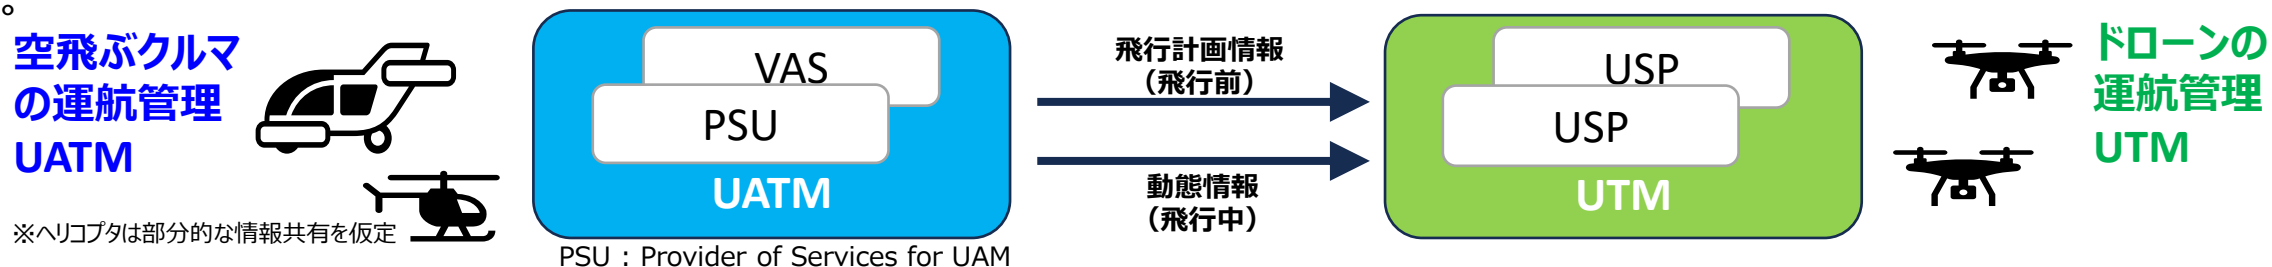 。
空飛ぶクルマ
の運航管理
UATM
※ヘリコプタは部分的な情報共有を仮定
VAS
PSU
UATM
PSU : Provider of Services for UAM
飛行計画情報
（飛行前）
動態情報
（飛行中）
USP
USP
UTM
ドローンの
運航管理
UTM